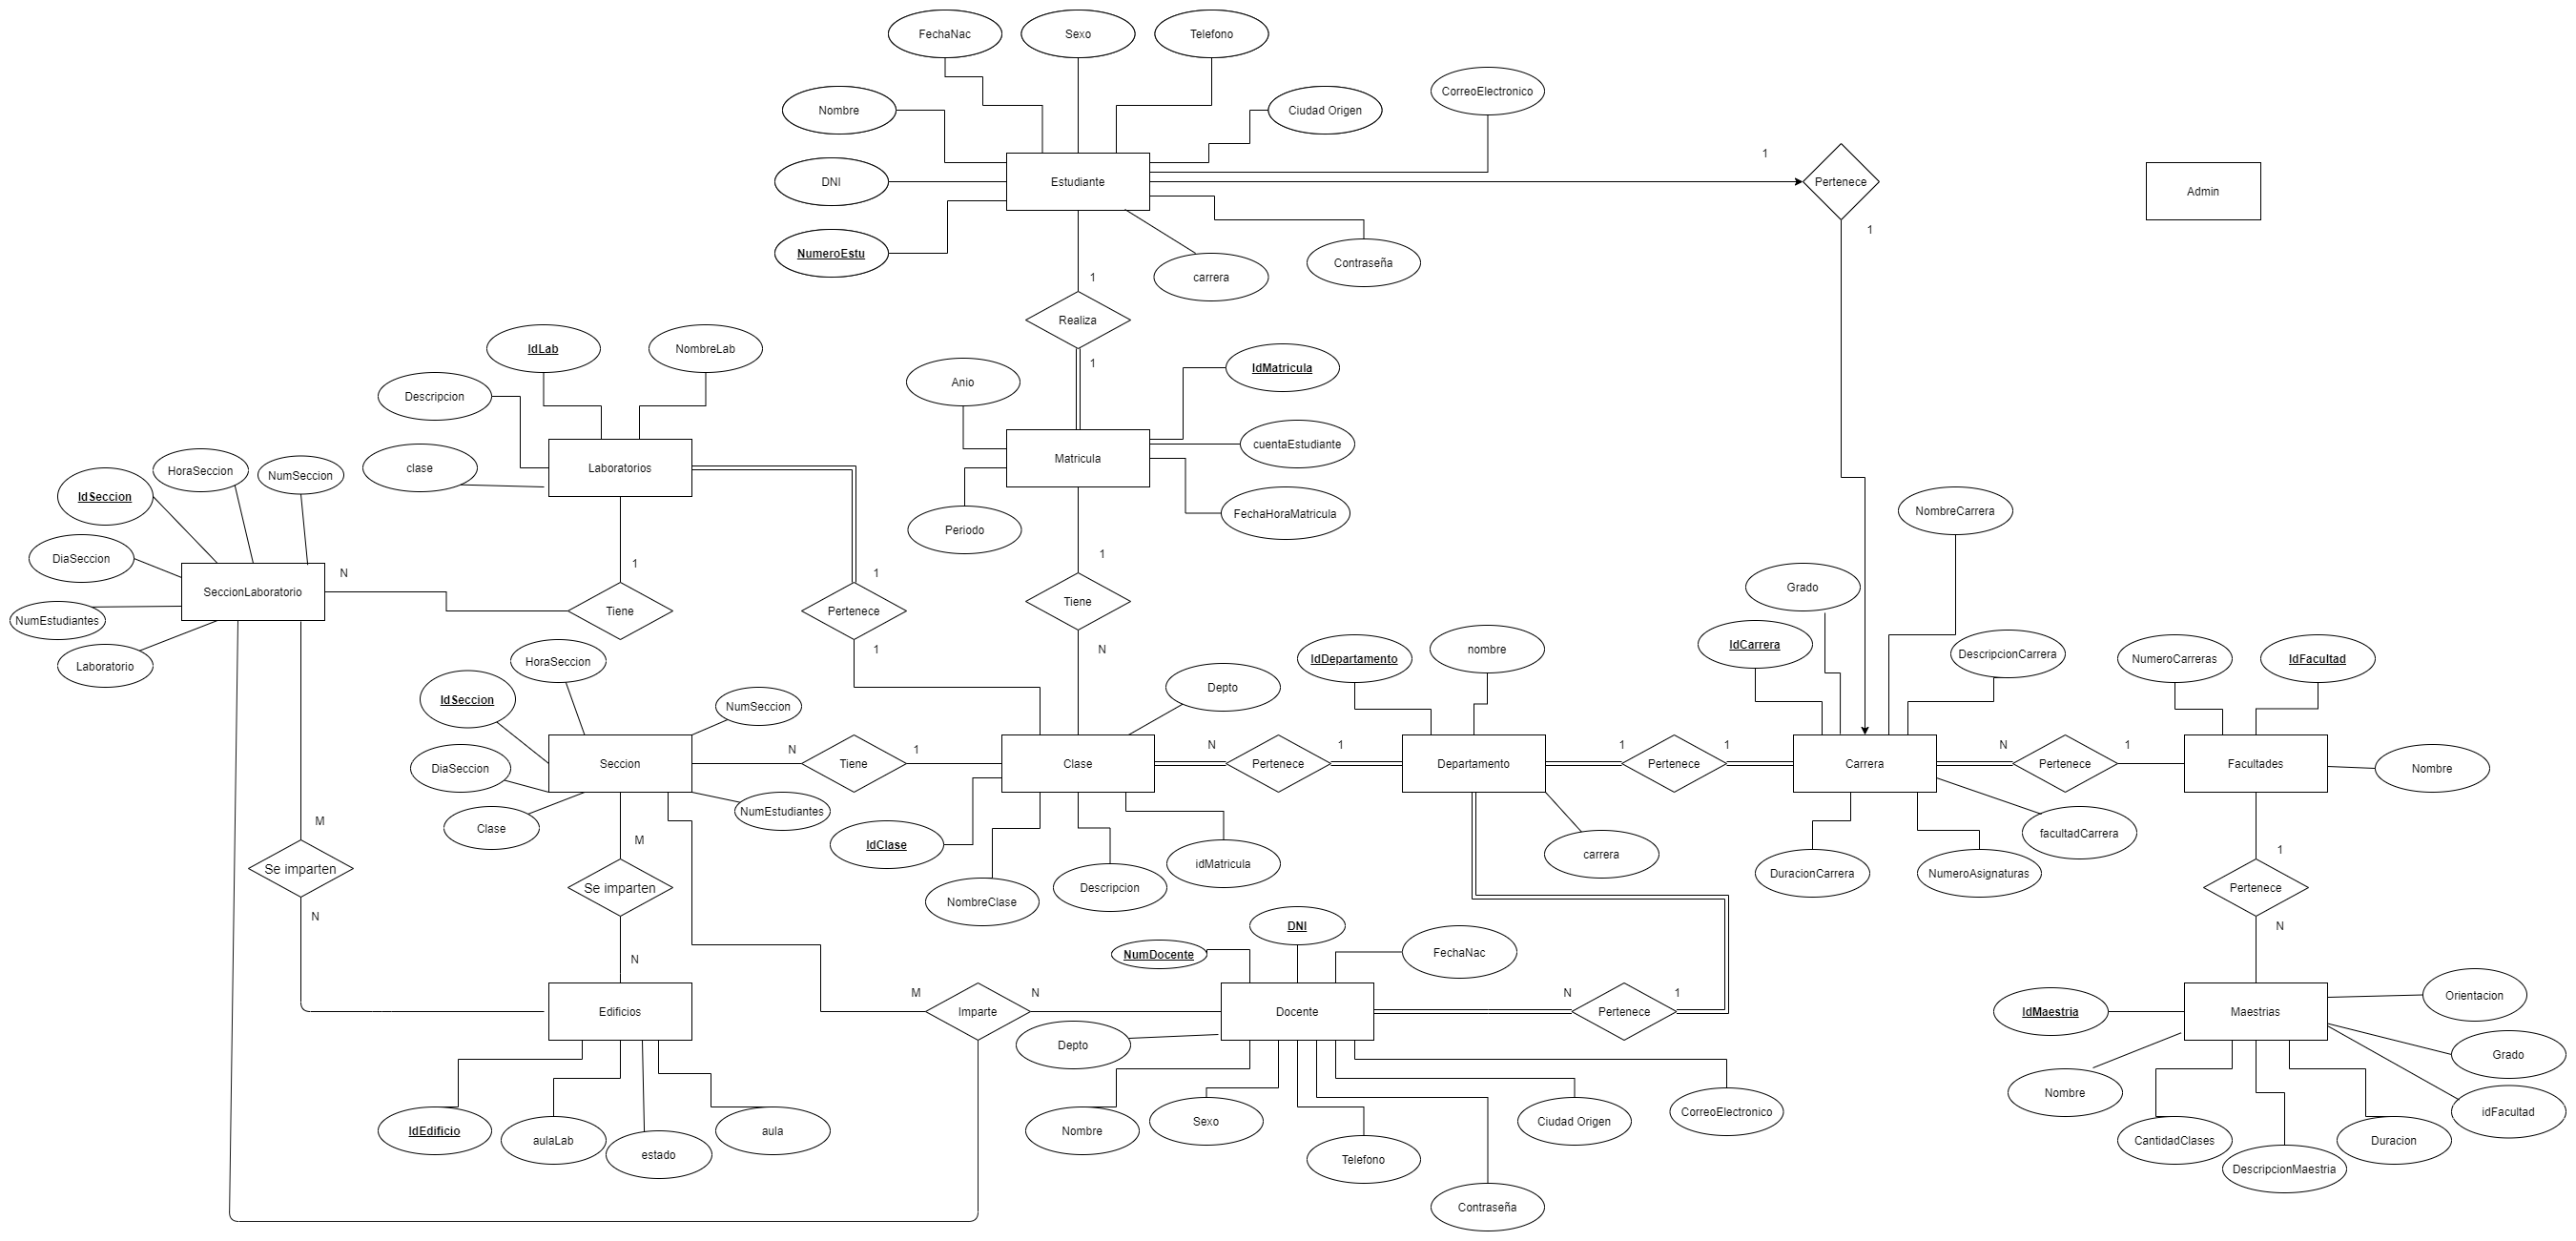 FechaNac
Sexo
Telefono
CorreoElectronico
Nombre
Ciudad Origen
1
DNI
Estudiante
Pertenece
Admin
1
NumeroEstu
carrera
Contraseña
1
Realiza
IdLab
NombreLab
1
IdMatricula
Anio
Descripcion
cuentaEstudiante
Matricula
clase
Laboratorios
HoraSeccion
NumSeccion
IdSeccion
FechaHoraMatricula
NombreCarrera
Periodo
DiaSeccion
1
1
N
1
Grado
SeccionLaboratorio
Tiene
Pertenece
Tiene
NumEstudiantes
IdCarrera
1
N
nombre
DescripcionCarrera
Laboratorio
HoraSeccion
IdDepartamento
NumeroCarreras
IdFacultad
Depto
IdSeccion
NumSeccion
N
1
N
1
1
1
N
1
DiaSeccion
Seccion
Tiene
Clase
Pertenece
Departamento
Pertenece
Carrera
Pertenece
Facultades
Nombre
NumEstudiantes
M
Clase
facultadCarrera
M
IdClase
carrera
1
idMatricula
Se imparten
DuracionCarrera
NumeroAsignaturas
Se imparten
Descripcion
Pertenece
NombreClase
N
DNI
N
NumDocente
FechaNac
N
M
N
N
1
Orientacion
Edificios
Imparte
Docente
Pertenece
IdMaestria
Maestrias
Depto
Grado
Nombre
idFacultad
CorreoElectronico
Ciudad Origen
Sexo
Nombre
IdEdificio
aulaLab
aula
estado
Telefono
CantidadClases
Duracion
DescripcionMaestria
Contraseña